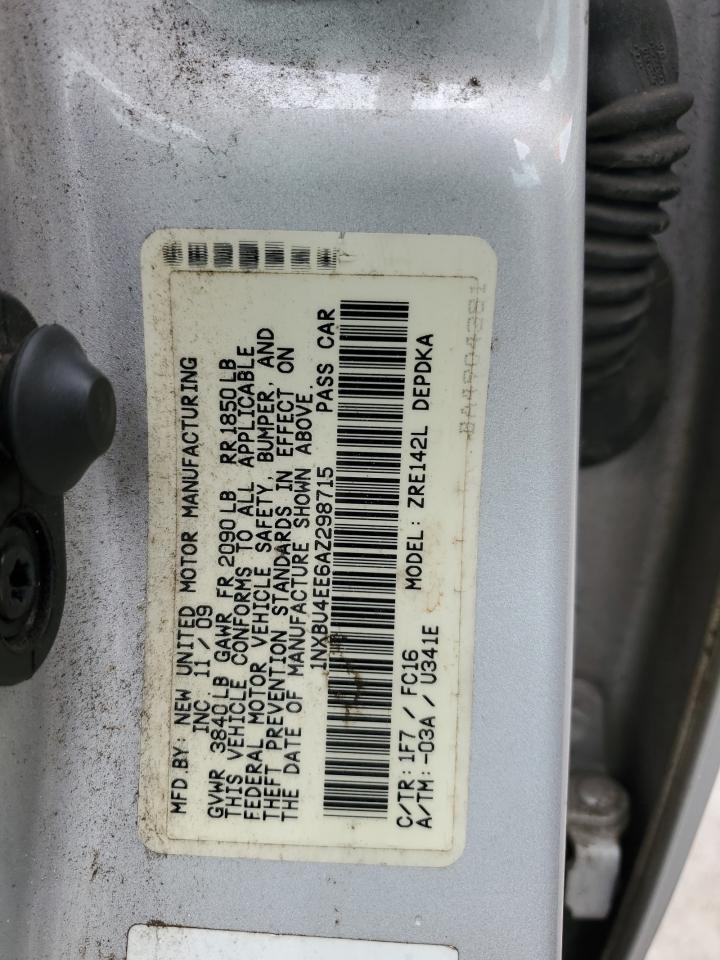 MFD.BY: NEW UNITED MOTOR MANUFACTURING
INC. 11/09
GVWR 3840LB GAWR FR 2090LB RR 1850LB
THIS VEHICLE CONFORMS TO ALL APPLICABLE
FEDERAL MOTOR VEHICLE SAFETY, BUMPER, AND
THEFT PREVENTION STANDARDS IN EFFECT ON
THE DATE OF MANUFACTURE SHOWN ABOVE.
1NXBU4EE6AZ298715 PASS CAR
C/TR: 1F7 / FC16 MODEL: ZRE142L DEPDKA
A/TM: -03A / U341E